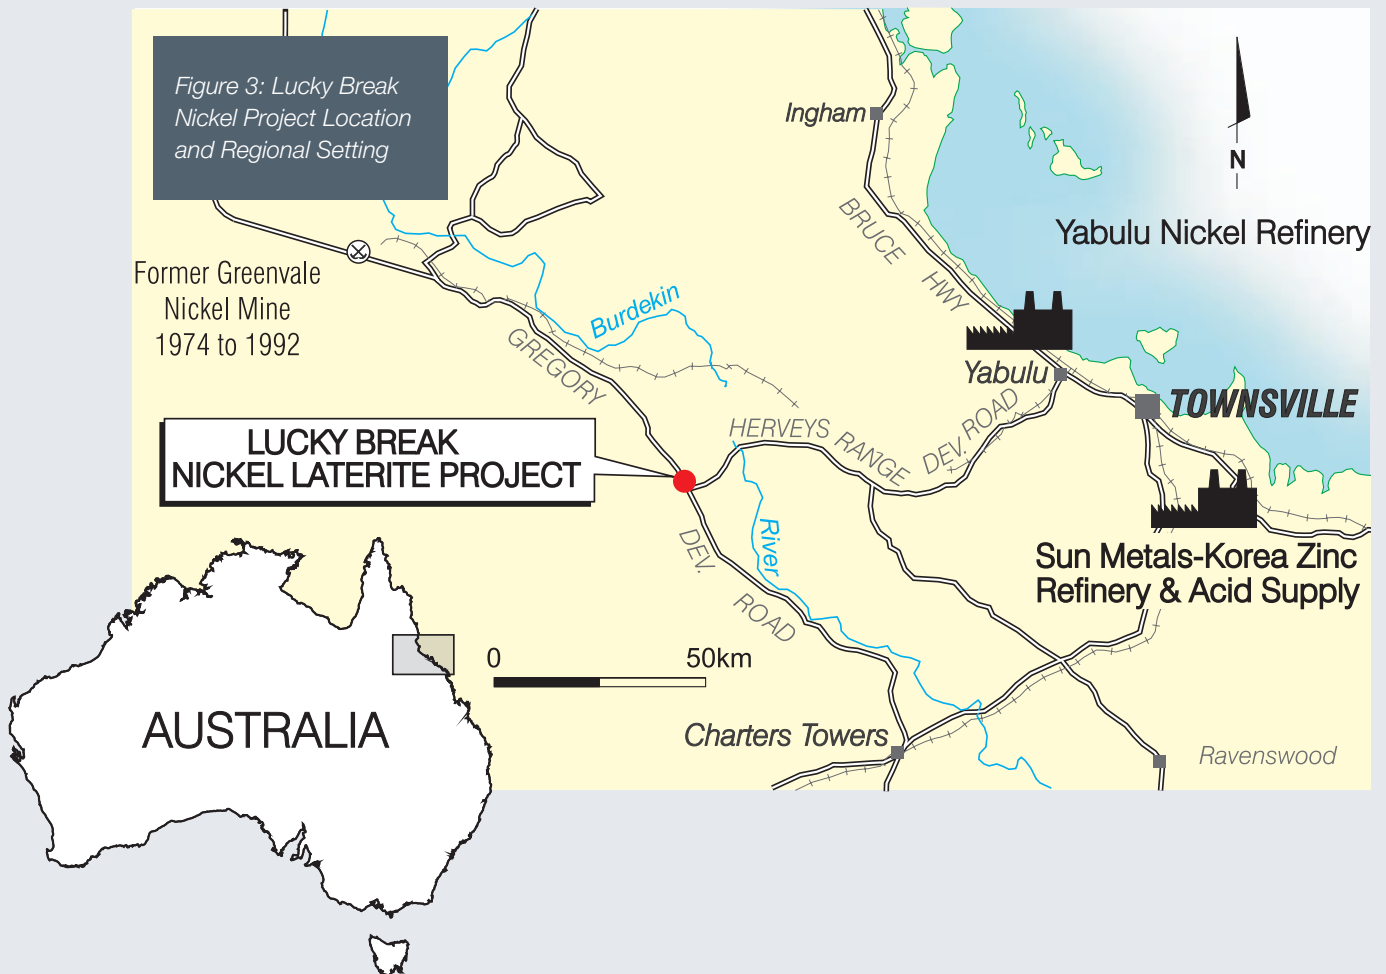 Figure 3: Lucky Break
Nickel Project Location
and Regional Setting
Ingham
N
BRUCE HWY
Yabulu Nickel Refinery
Former Greenvale
Nickel Mine
1974 to 1992
Burdekin
GREGORY
Yabulu
TOWNSVILLE
HERVEYS RANGE DEV. ROAD
LUCKY BREAK
NICKEL LATERITE PROJECT
River
DEV. ROAD
Sun Metals-Korea Zinc
Refinery & Acid Supply
0 50km
AUSTRALIA
Charters Towers
Ravenswood